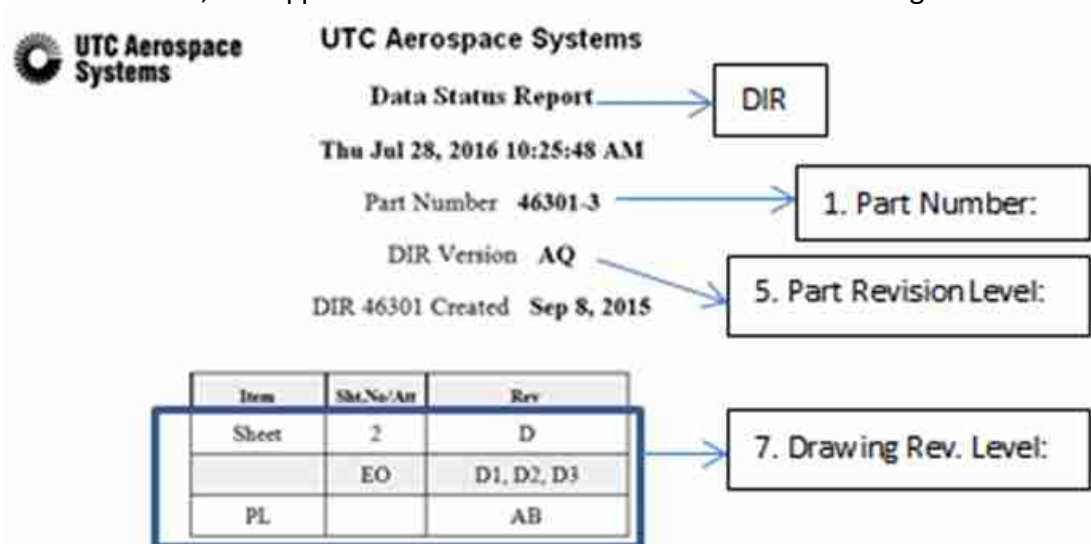 UTC Aerospace
Systems
UTC Aerospace Systems
Data Status Report
DIR
Thu Jul 28, 2016 10:25:48 AM
Part Number 46301-3
1. Part Number:
DIR Version AQ
5. Part Revision Level:
DIR 46301 Created Sep 8, 2015
Item Sht.No/Att Rev
Sheet 2 D
7. Drawing Rev. Level:
EO D1, D2, D3
PL AB